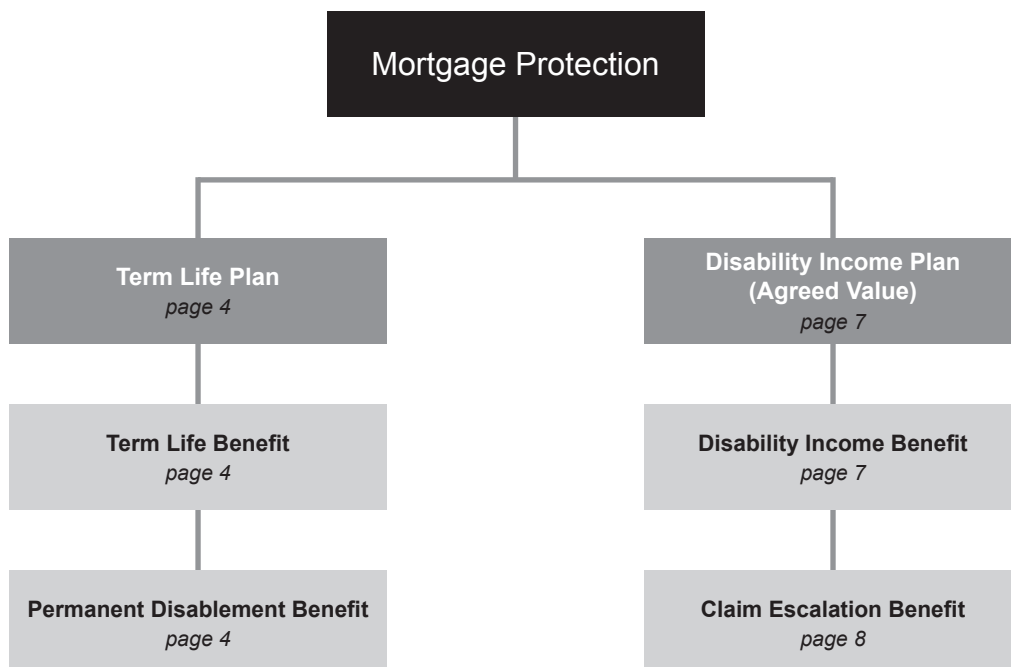 Mortgage Protection
Term Life Plan
page 4
Disability Income Plan
(Agreed Value)
page 7
Term Life Benefit
page 4
Disability Income Benefit
page 7
Permanent Disablement Benefit
page 4
Claim Escalation Benefit
page 8